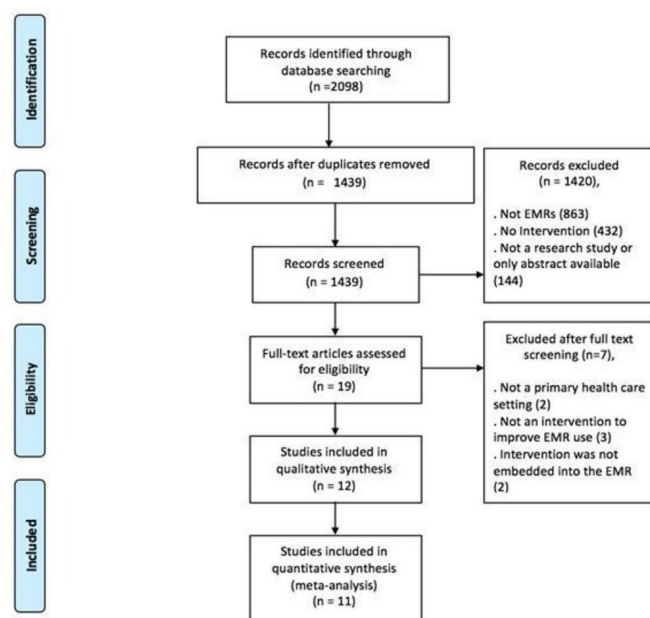 Identification
Records identified through
database searching
(n =2098)
Records after duplicates removed
(n = 1439)
Screening
Records excluded
(n = 1420),
. Not EMRs (863)
. No Intervention (432)
. Not a research study or
only abstract available
(144)
Records screened
(n = 1439)
Eligibility
Full-text articles assessed
for eligibility
(n = 19)
Excluded after full text
screening (n=7),
. Not a primary health care
setting (2)
. Not an intervention to
improve EMR use (3)
. Intervention was not
embedded into the EMR
(2)
Studies included in
qualitative synthesis
(n = 12)
Included
Studies included in
quantitative synthesis
(meta-analysis)
(n = 11)